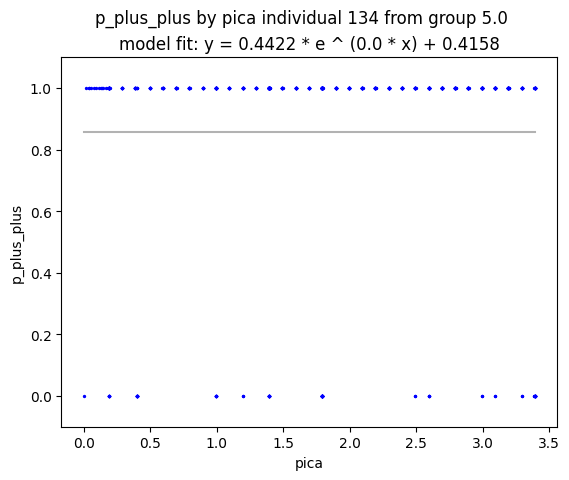 p_plus_plus by pica individual 134 from group 5.0
model fit: y = 0.4422 * e ^ (0.0 * x) + 0.4158
1.0
0.8
0.6
0.4
0.2
0.0
p_plus_plus
0.0 0.5 1.0 1.5 2.0 2.5 3.0 3.5
pica